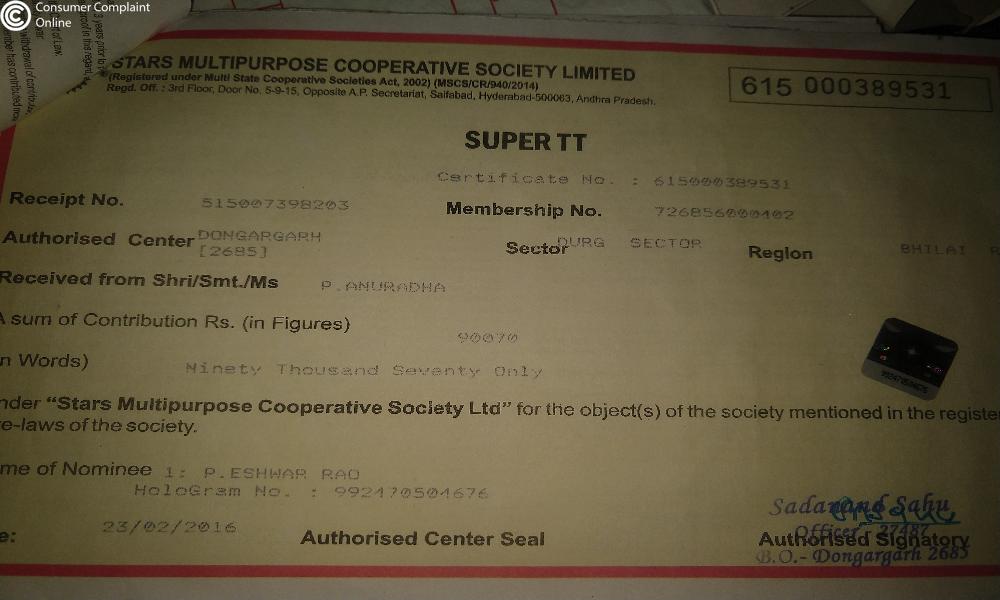 Consumer Complaint
Online
STARS MULTIPURPOSE COOPERATIVE SOCIETY LIMITED
(Registered under Multi State Cooperative Societies Act, 2002) (MSCS/CR/940/2014)
Regd. Off. : 3rd Floor, Door No. 5-9-15, Opposite A.P. Secretariat, Saifabad, Hyderabad-500063, Andhra Pradesh.
615 000389531
SUPER TT
Certificate No. : 615000389531
Receipt No. 515007398203 Membership No. 726856000402
Authorised Center DONGARGARH [2685] Sector DURG SECTOR Region BHILAI
Received from Shri/Smt./Ms P.ANURADHA
A sum of Contribution Rs. (in Figures) 90070
n Words) Ninety Thousand Seventy Only
nder “Stars Multipurpose Cooperative Society Ltd” for the object(s) of the society mentioned in the registe
e-laws of the society.
me of Nominee 1: P.ESHWAR RAO
HoloGram No. : 992170504676
e: 23/02/2016 Authorised Center Seal Authorised Signatory
Sadanand Sahu
Officer - 27487
B.O.- Dongargarh 2685